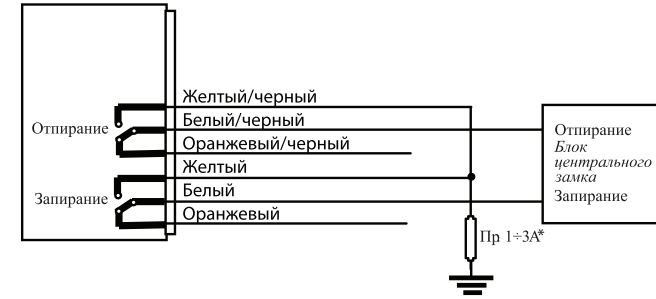 Желтый/черный
Отпирание
Белый/черный
Оранжевый/черный
Желтый
Запирание
Белый
Оранжевый
Отпирание
Блок
центрального
замка
Запирание
Пр 1÷3А*